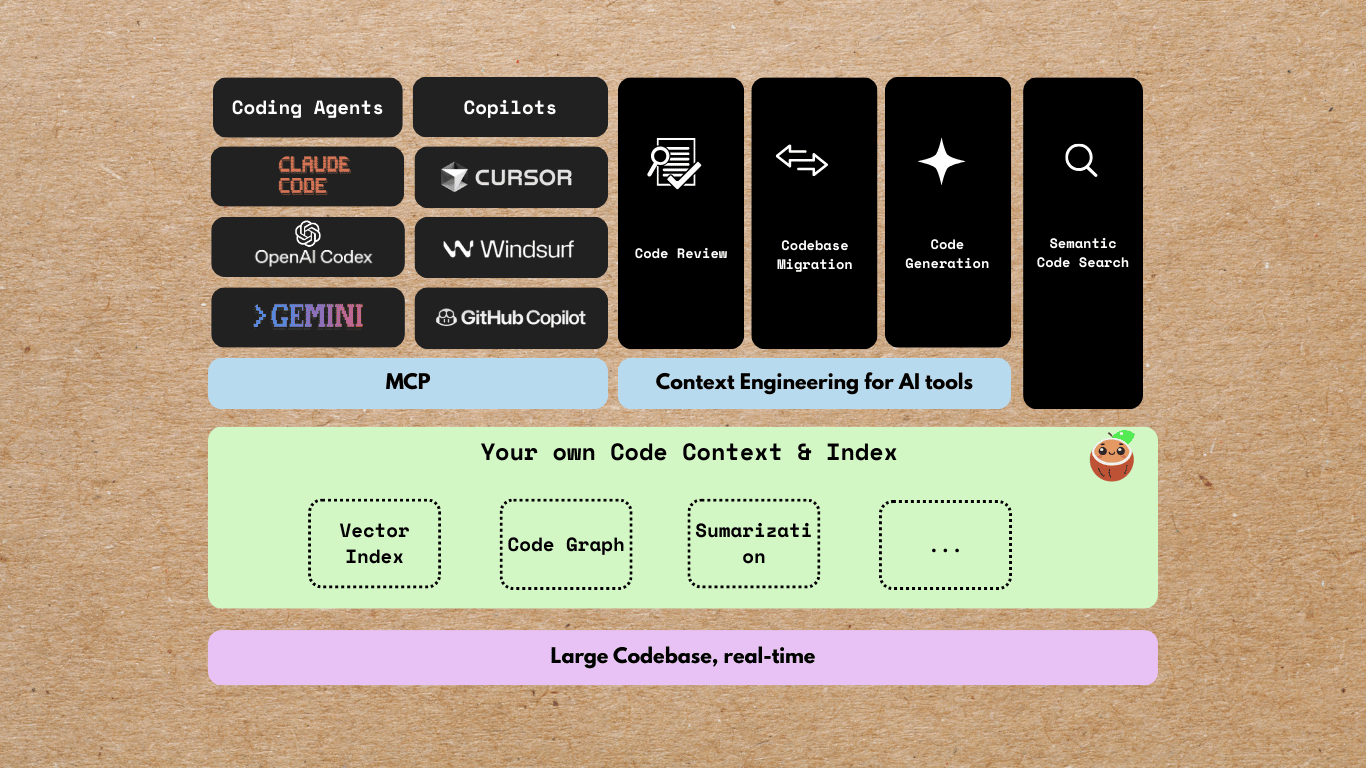 Coding Agents
Copilots
CLAUDE
CODE
CURSOR
OpenAI Codex
Windsurf
>GEMINI
GitHub Copilot
Code Review
Codebase
Migration
Code
Generation
Semantic
Code Search
MCP
Context Engineering for AI tools
Your own Code Context & Index
Vector
Index
Code Graph
Sumarizati
on
...
Large Codebase, real-time